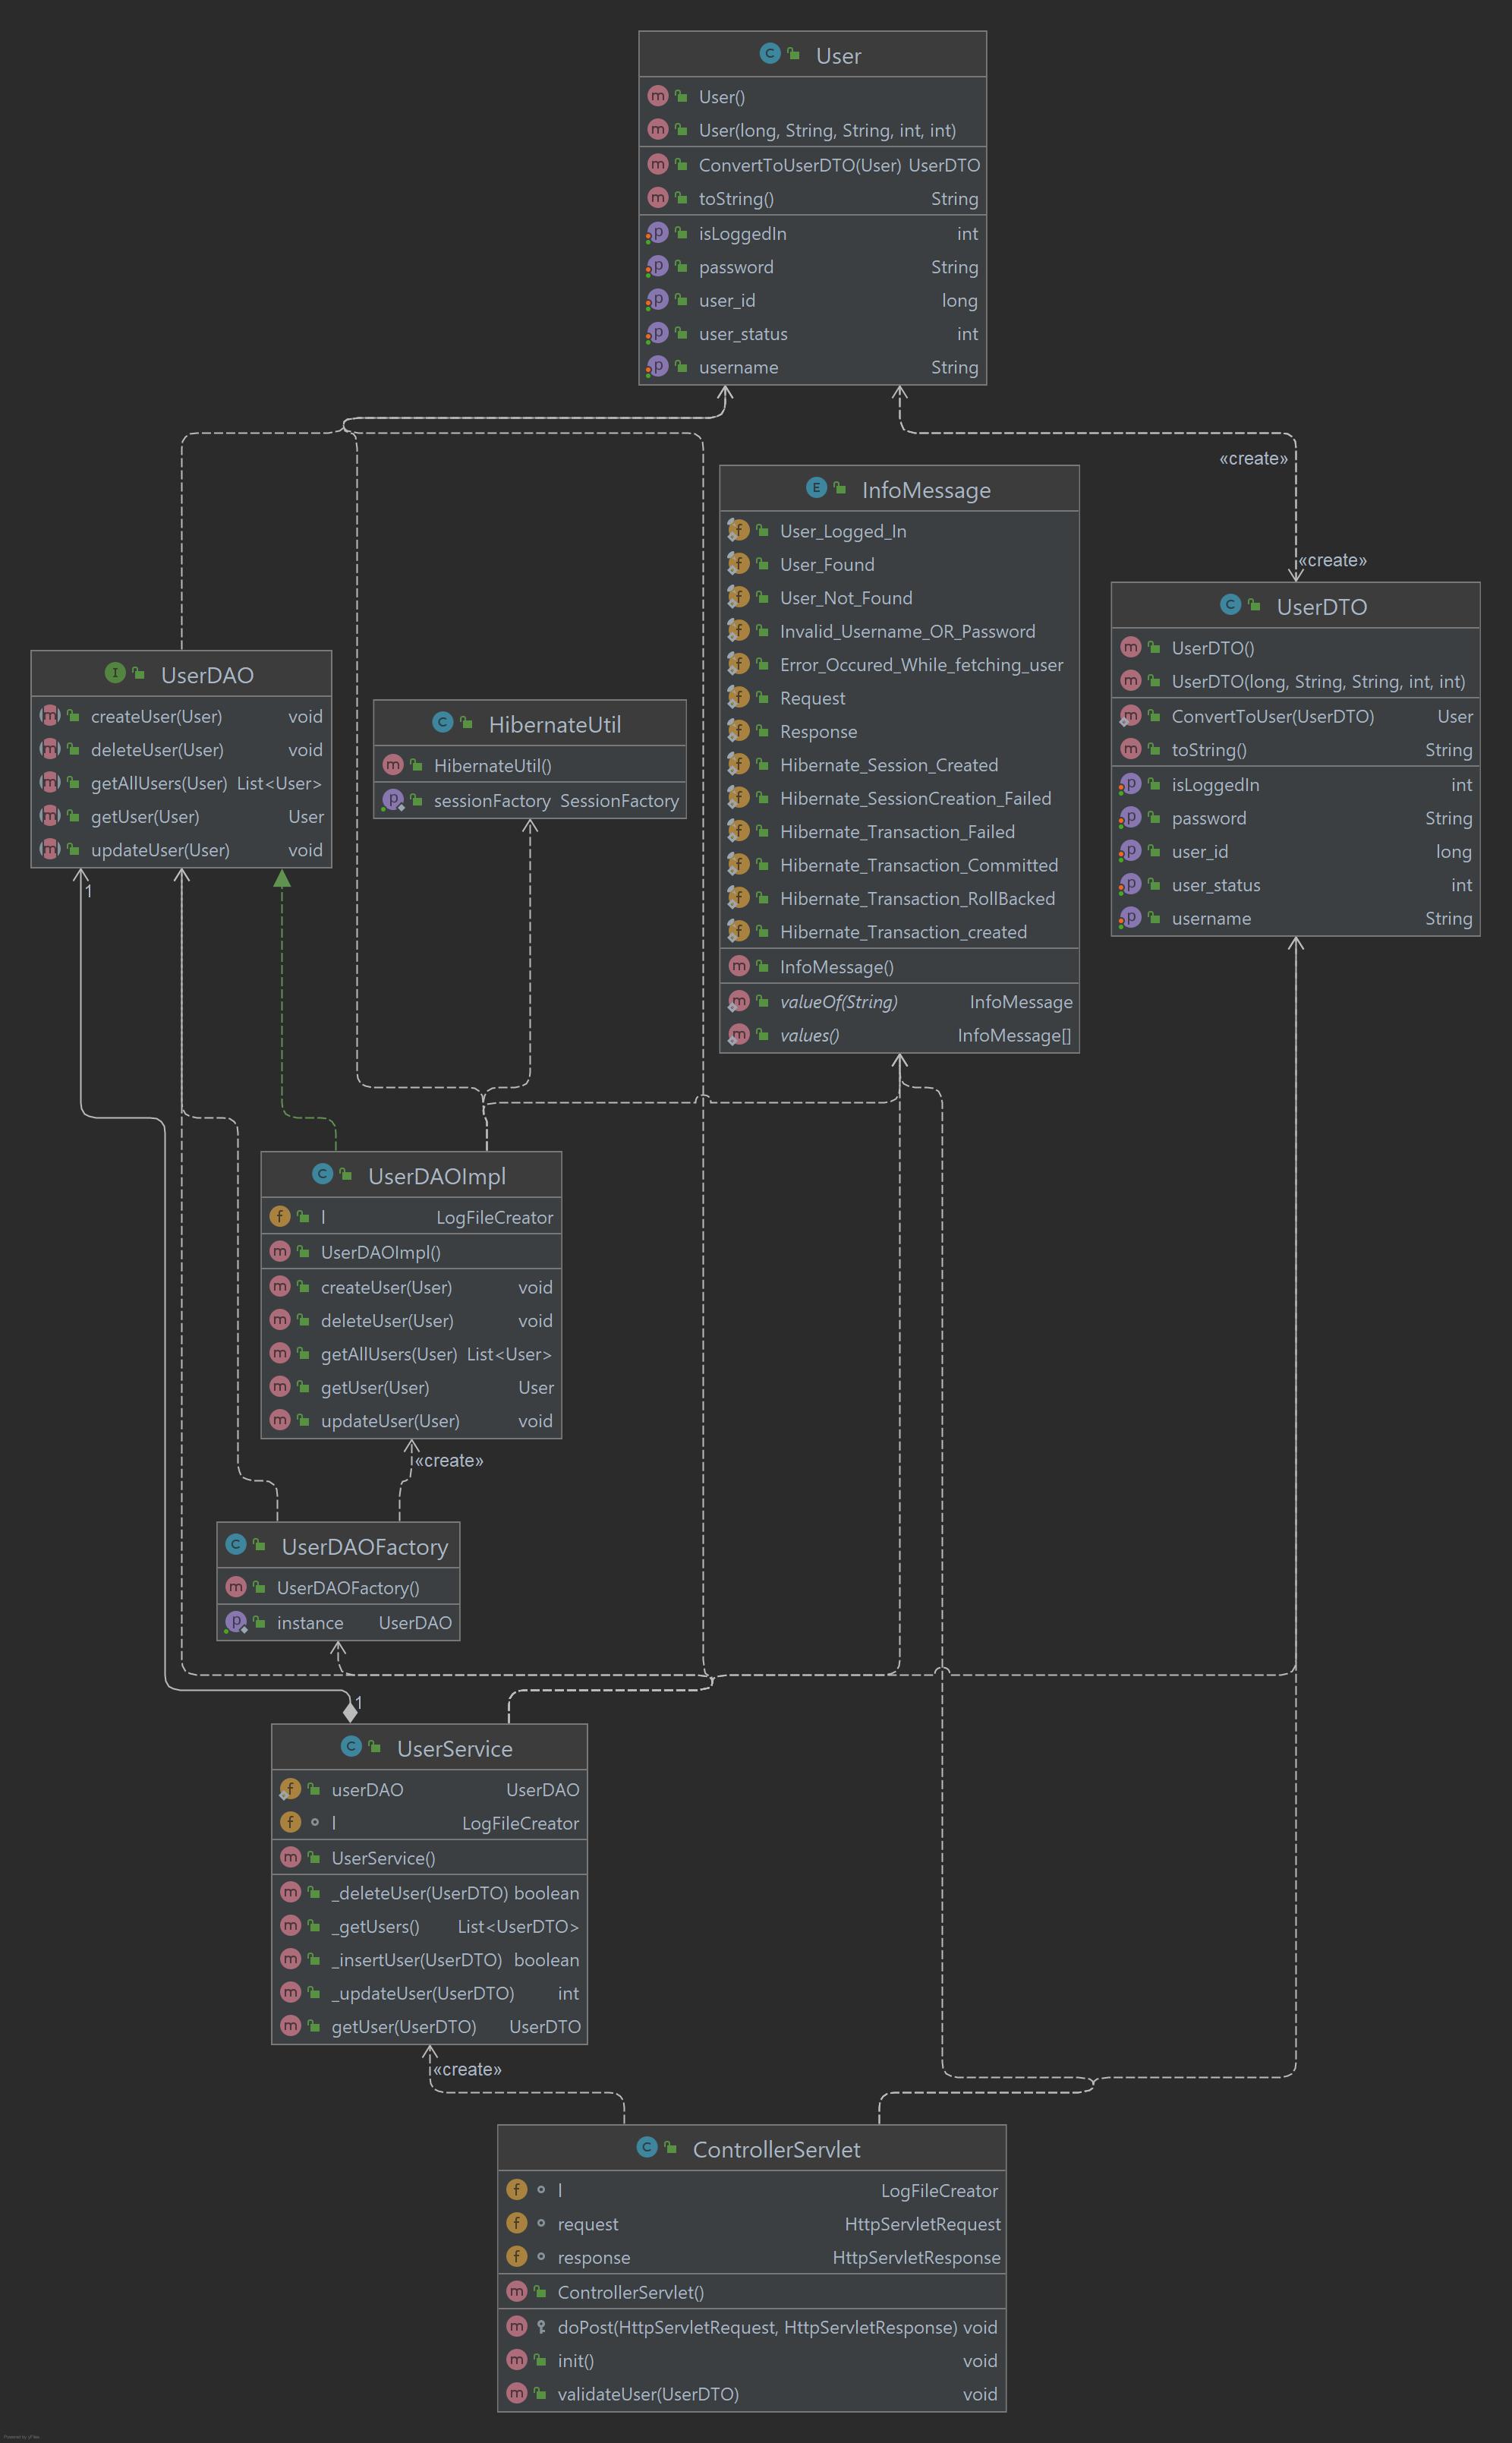 User
User()
User(long, String, String, int, int)
ConvertToUserDTO(User) UserDTO
toString() String
isLoggedIn int
password String
user_id long
user_status int
username String
«create»
«create»
InfoMessage
User_Logged_In
User_Found
User_Not_Found
Invalid_Username_OR_Password
Error_Occured_While_fetching_user
Request
Response
Hibernate_Session_Created
Hibernate_SessionCreation_Failed
Hibernate_Transaction_Failed
Hibernate_Transaction_Committed
Hibernate_Transaction_RollBacked
Hibernate_Transaction_created
InfoMessage()
valueOf(String) InfoMessage
values() InfoMessage[]
UserDTO
UserDTO()
UserDTO(long, String, String, int, int)
ConvertToUser(UserDTO) User
toString() String
isLoggedIn int
password String
user_id long
user_status int
username String
UserDAO
createUser(User) void
deleteUser(User) void
getAllUsers(User) List<User>
getUser(User) User
updateUser(User) void
1
HibernateUtil
HibernateUtil()
sessionFactory SessionFactory
UserDAOImpl
l LogFileCreator
UserDAOImpl()
createUser(User) void
deleteUser(User) void
getAllUsers(User) List<User>
getUser(User) User
updateUser(User) void
«create»
UserDAOFactory
UserDAOFactory()
instance UserDAO
1
UserService
userDAO UserDAO
l LogFileCreator
UserService()
_deleteUser(UserDTO) boolean
_getUsers() List<UserDTO>
_insertUser(UserDTO) boolean
_updateUser(UserDTO) int
getUser(UserDTO) UserDTO
«create»
ControllerServlet
l LogFileCreator
request HttpServletRequest
response HttpServletResponse
ControllerServlet()
doPost(HttpServletRequest, HttpServletResponse) void
init() void
validateUser(UserDTO) void
Powered by yFiles